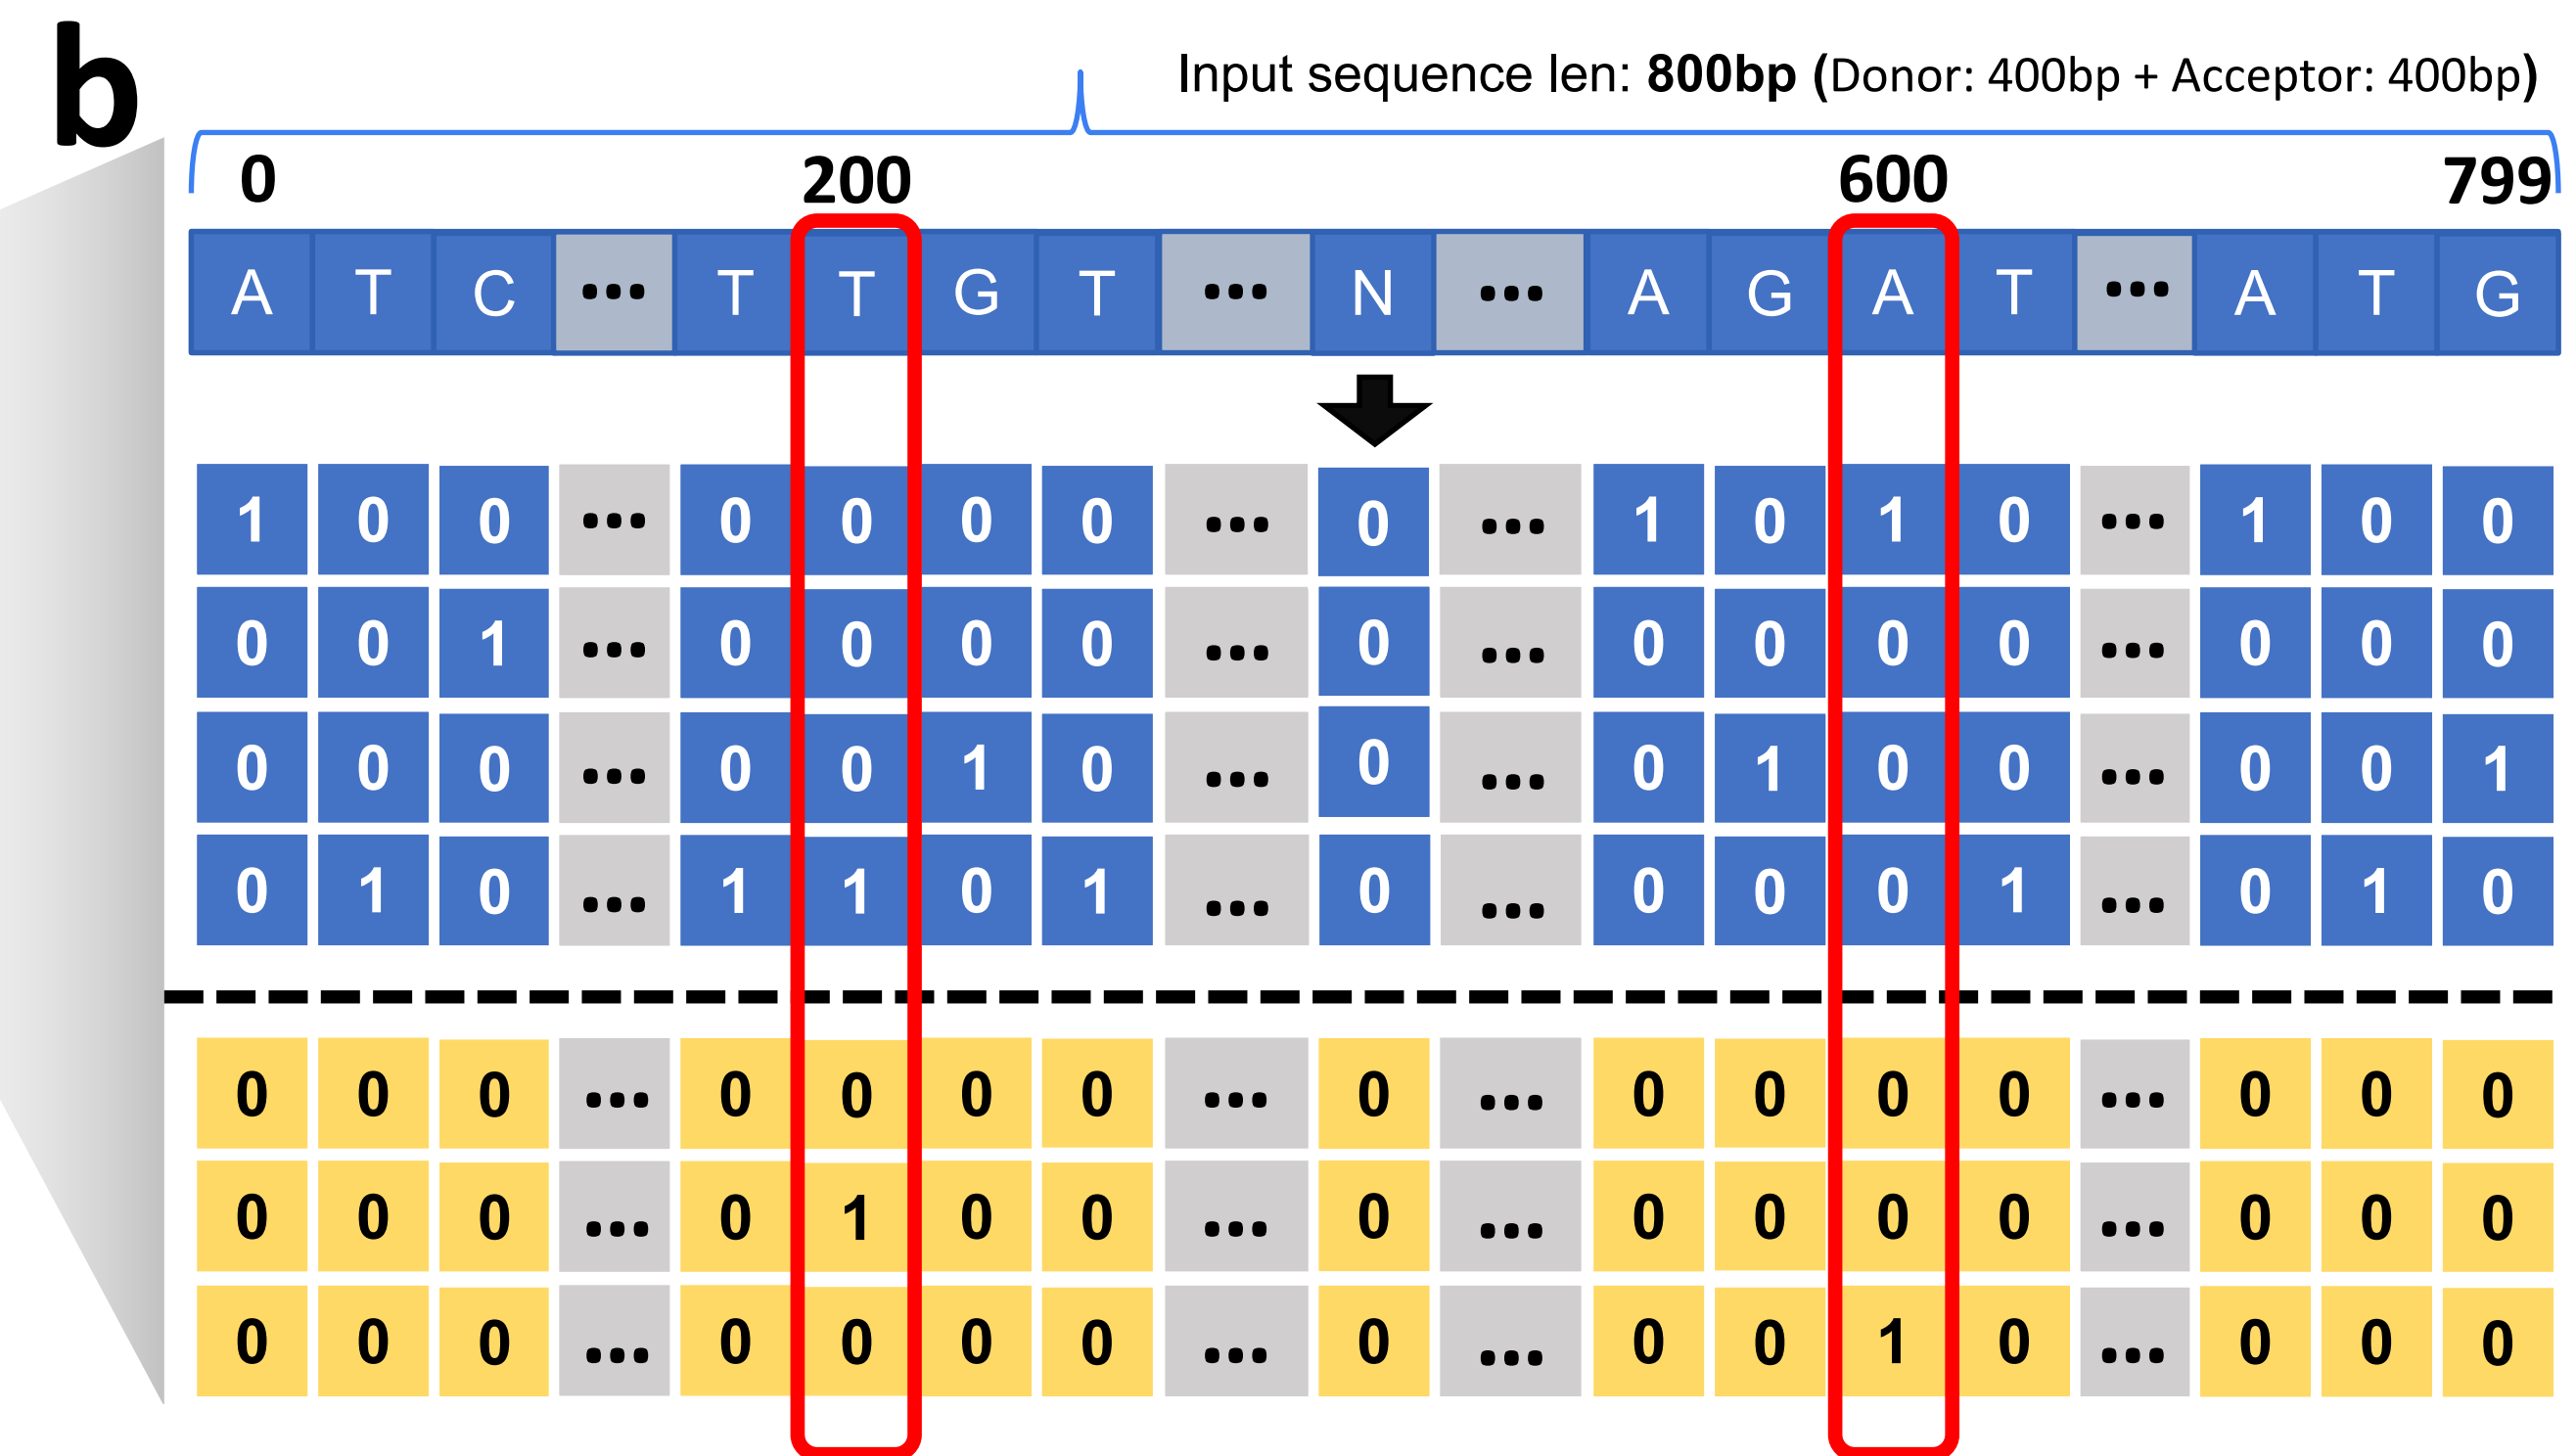 b
Input sequence len: 800bp (Donor: 400bp + Acceptor: 400bp)
0 200 600 799
A T C ... T T G T ... N ... A G A T ... A T G
1 0 0 ... 0 0 0 0 ... 0 ... 1 0 1 0 ... 1 0 0
0 0 1 ... 0 0 0 0 ... 0 ... 0 0 0 0 ... 0 0 0
0 0 0 ... 0 0 1 0 ... 0 ... 0 1 0 0 ... 0 0 1
0 1 0 ... 1 1 0 1 ... 0 ... 0 0 0 1 ... 0 1 0
0 0 0 ... 0 0 0 0 ... 0 ... 0 0 0 0 ... 0 0 0
0 0 0 ... 0 1 0 0 ... 0 ... 0 0 0 0 ... 0 0 0
0 0 0 ... 0 0 0 0 ... 0 ... 0 0 1 0 ... 0 0 0